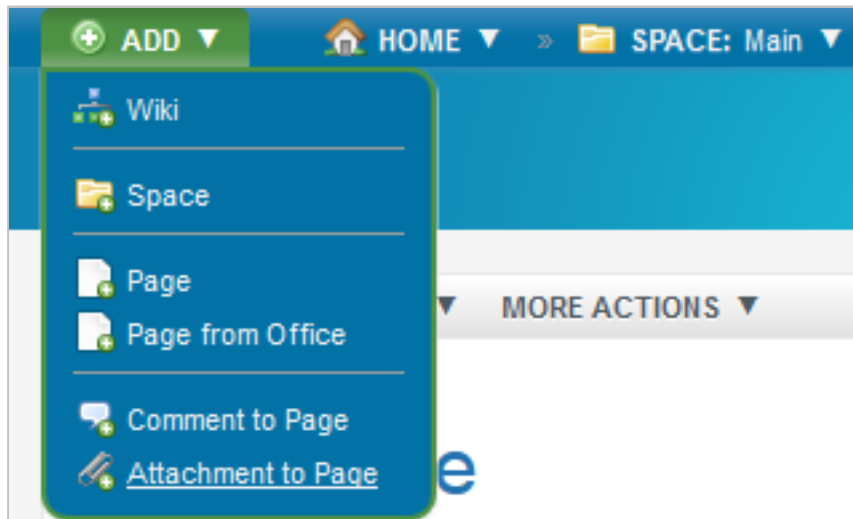 ADD ▼ HOME ▼ » SPACE: Main ▼
Wiki
Space
Page
Page from Office
▼ MORE ACTIONS ▼
Comment to Page
Attachment to Page
e